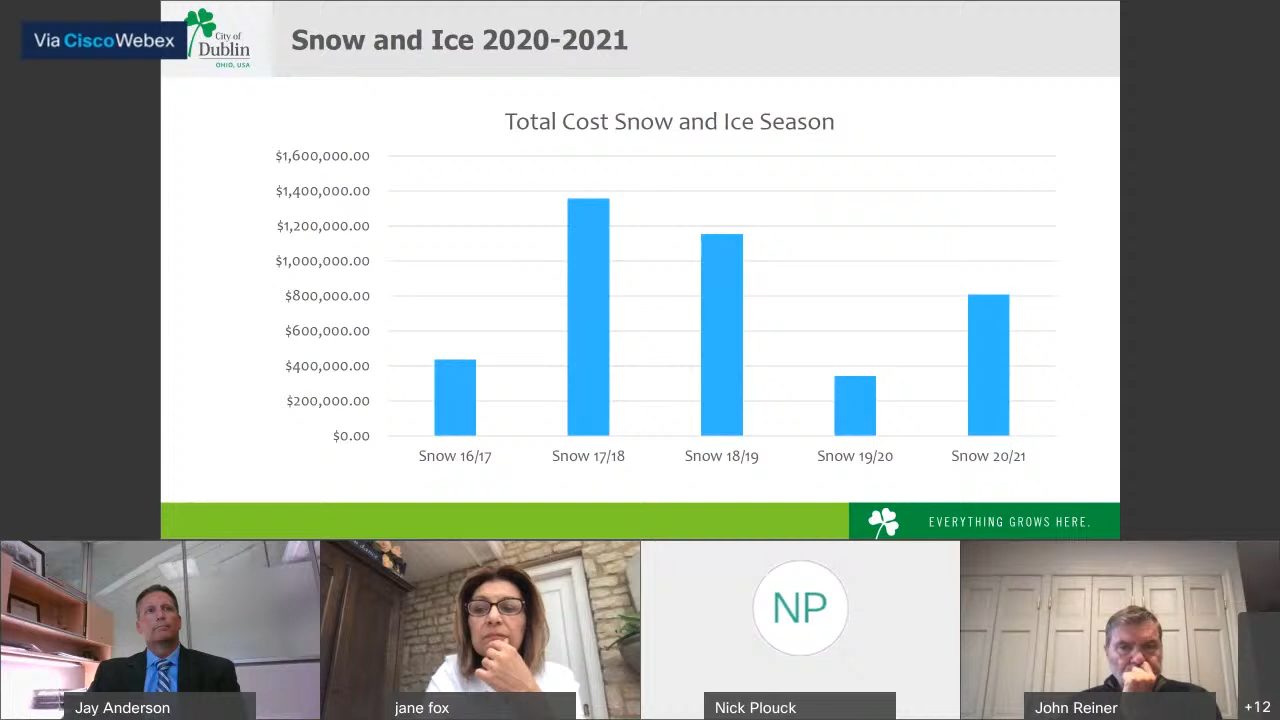 Via Cisco Webex
City of
Dublin
OHIO, USA
Snow and Ice 2020-2021
Total Cost Snow and Ice Season
$1,600,000.00
$1,400,000.00
$1,200,000.00
$1,000,000.00
$800,000.00
$600,000.00
$400,000.00
$200,000.00
$0.00
Snow 16/17
Snow 17/18
Snow 18/19
Snow 19/20
Snow 20/21
EVERYTHING GROWS HERE.
NP
Jay Anderson
jane fox
Nick Plouck
John Reiner
+12